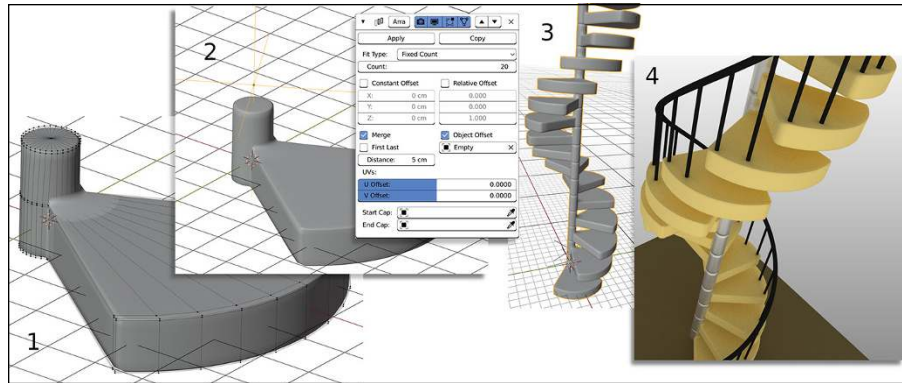 1
2
Arra
Apply Copy
Fit Type: Fixed Count
Count: 20
Constant Offset Relative Offset
X: 0 cm 0.000
Y: 0 cm 0.000
Z: 0 cm 1.000
Merge Object Offset
First Last Empty
Distance: 5 cm
UVs:
U Offset: 0.0000
V Offset: 0.0000
Start Cap:
End Cap:
3
4